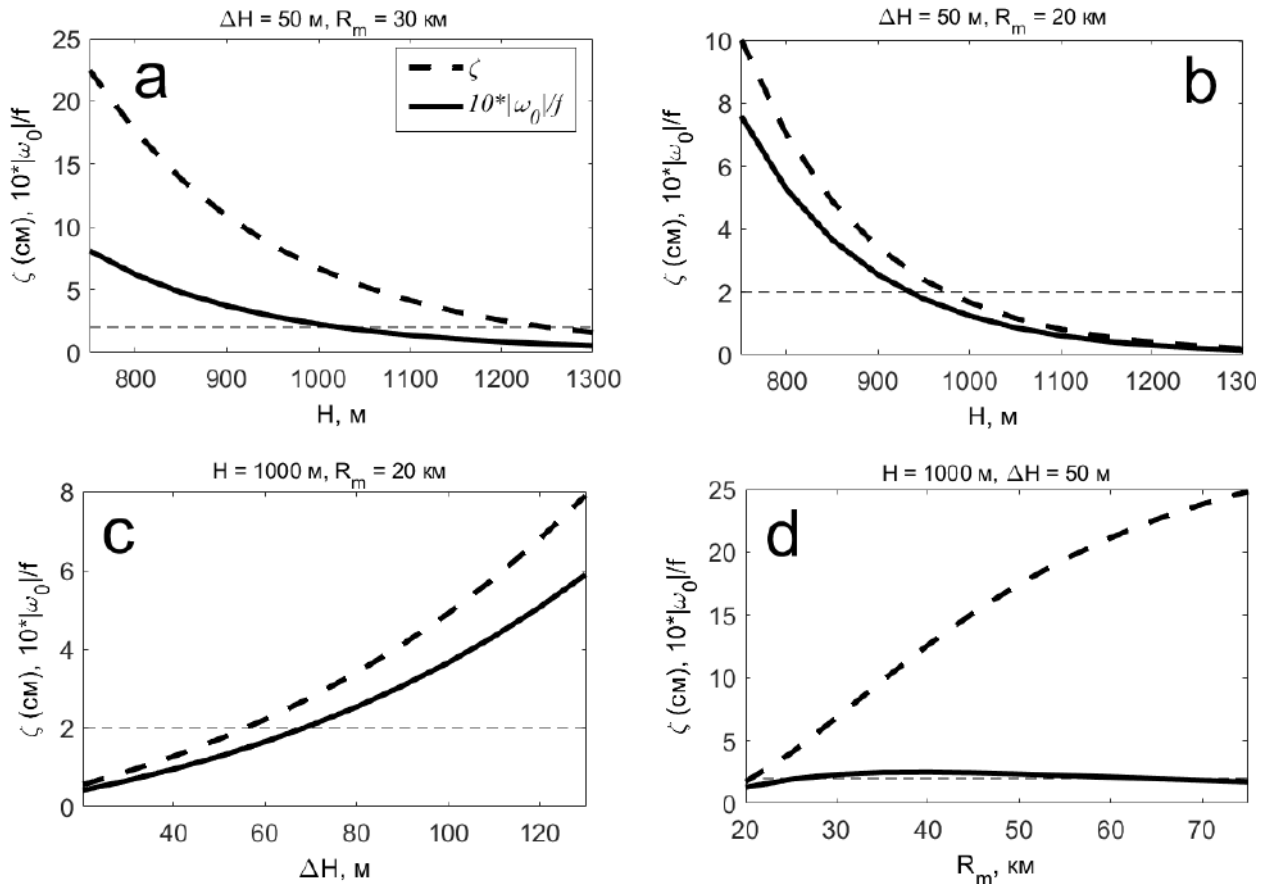 ΔH = 50 м, R_m = 30 км
25
20
15
10
5
0
ζ (см), 10*|ω_0|/f
a
ζ
10*|ω_0|/f
800 900 1000 1100 1200 1300
H, м
ΔH = 50 м, R_m = 20 км
10
8
6
4
2
0
ζ (см), 10*|ω_0|/f
b
800 900 1000 1100 1200 130
H, м
H = 1000 м, R_m = 20 км
8
6
4
2
0
ζ (см), 10*|ω_0|/f
c
40 60 80 100 120
ΔH, м
H = 1000 м, ΔH = 50 м
25
20
15
10
5
0
ζ (см), 10*|ω_0|/f
d
20 30 40 50 60 70
R_m, км